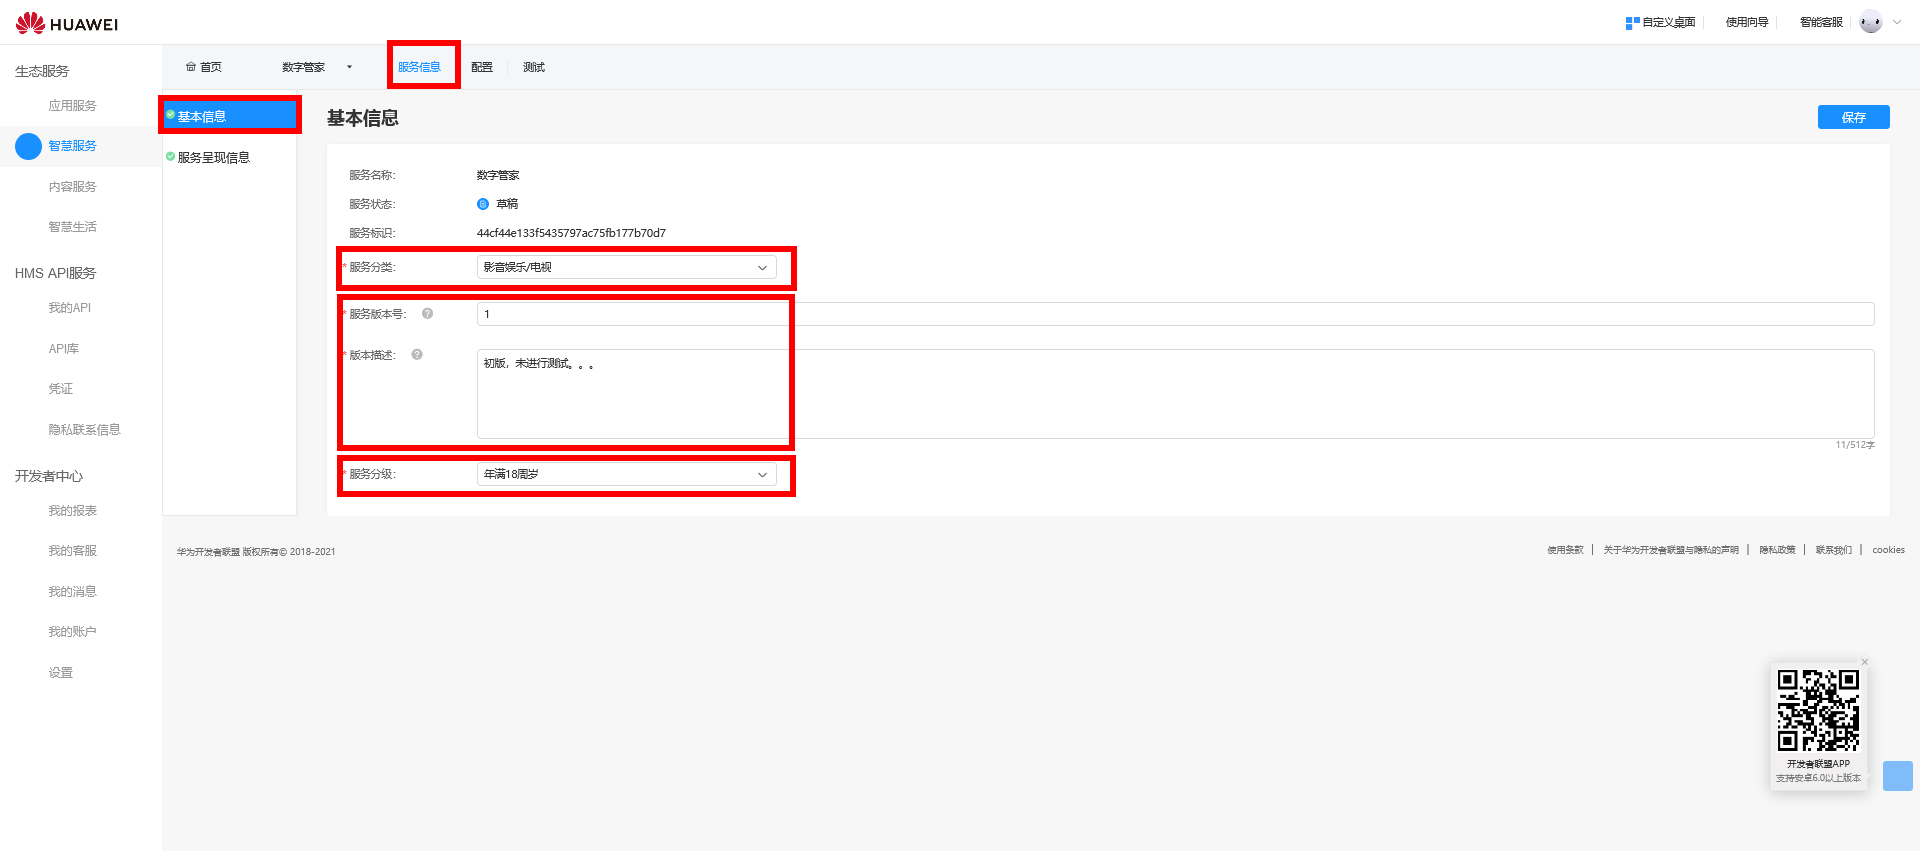 HUAWEI
自定义桌面
使用向导
智能客服
生态服务
应用服务
智慧服务
内容服务
智慧生活
HMS API服务
我的API
API库
凭证
隐私联系信息
开发者中心
我的报表
我的客服
我的消息
我的账户
设置
首页
数字管家
服务信息
配置
测试
基本信息
服务呈现信息
基本信息
保存
服务名称:
数字管家
服务状态:
草稿
服务标识:
44cf44e133f5435797ac75fb177b70d7
* 服务分类:
影音娱乐/电视
* 服务版本号:
?
1
* 版本描述:
?
初版，未进行测试。。。
11/512字
* 服务分级:
年满18周岁
华为开发者联盟 版权所有© 2018-2021
使用条款
关于华为开发者联盟与隐私的声明
隐私政策
联系我们
cookies
开发者联盟APP
支持安卓6.0以上版本